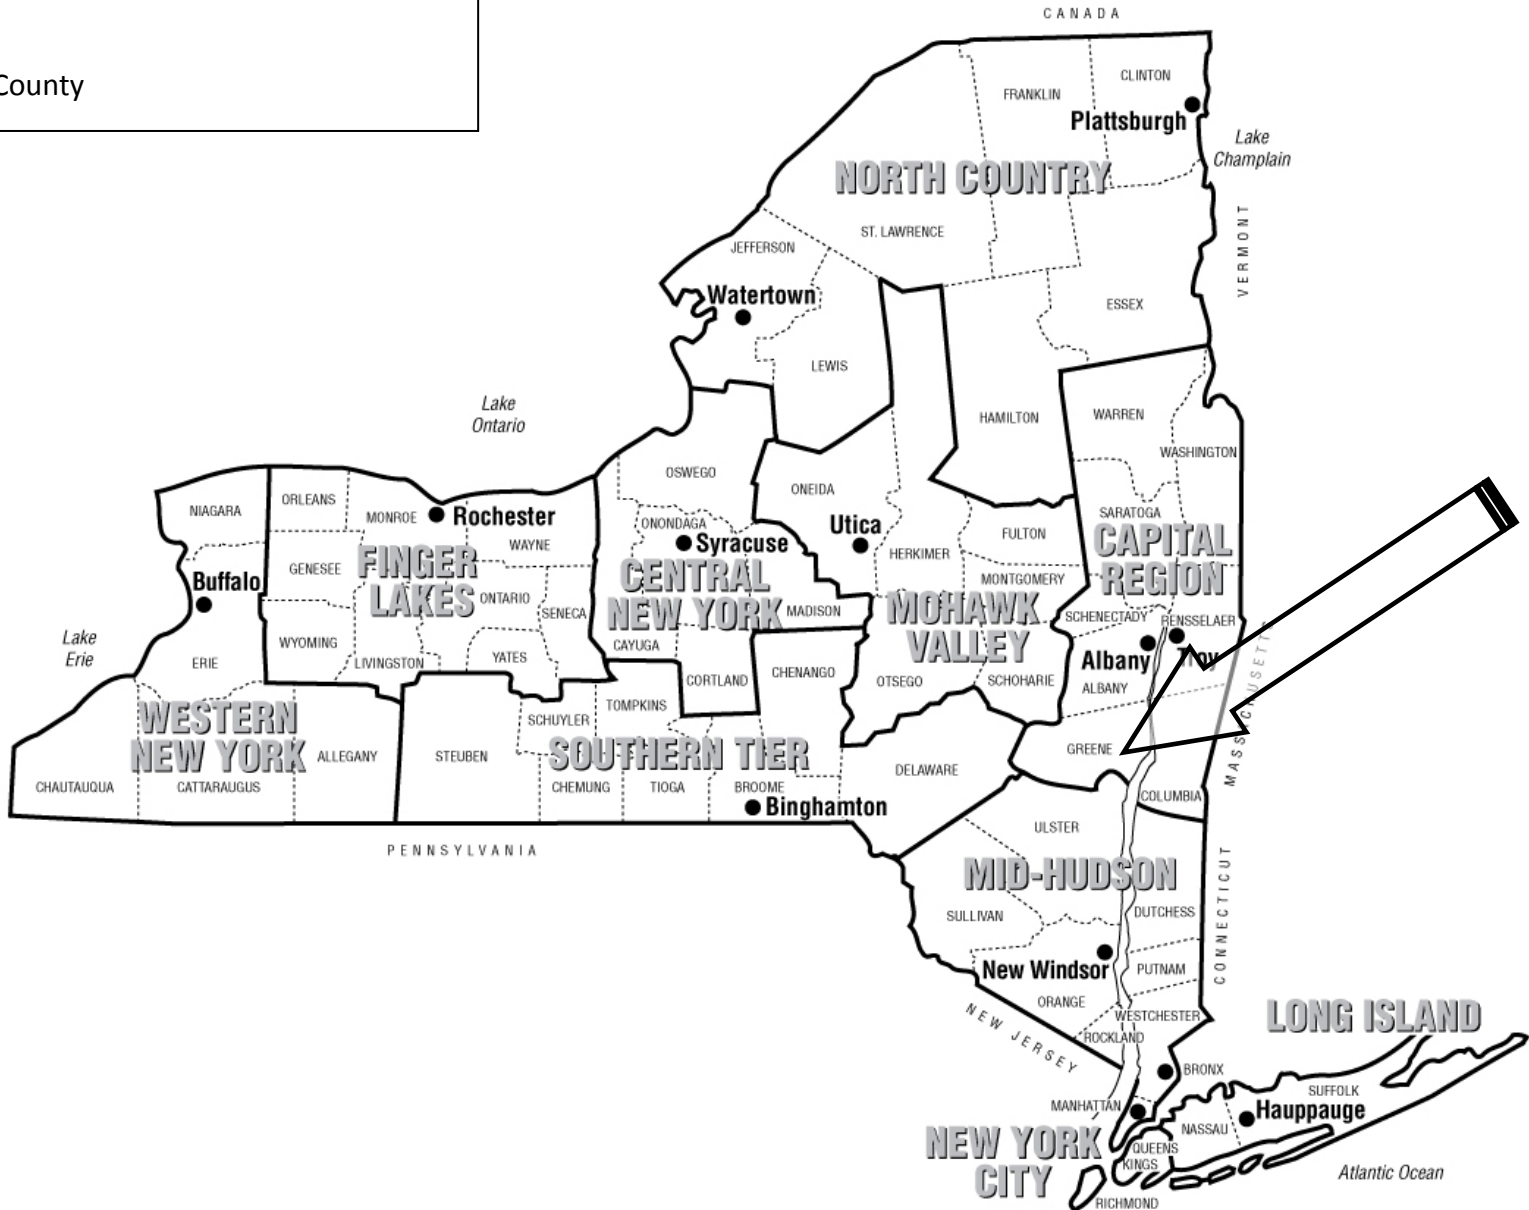 CANADA
County
CLINTON
FRANKLIN
Plattsburgh
Lake
Champlain
NORTH COUNTRY
VERMONT
ST. LAWRENCE
JEFFERSON
Watertown
ESSEX
LEWIS
Lake
Ontario
HAMILTON
WARREN
WASHINGTON
OSWEGO
ONEIDA
NIAGARA
ORLEANS
MONROE
Rochester
ONONDAGA
Syracuse
Utica
SARATOGA
FULTON
CAPITAL
REGION
WAYNE
HERKIMER
GENESEE
FINGER
LAKES
CENTRAL
NEW YORK
MONTGOMERY
Buffalo
ONTARIO
SENECA
MADISON
MOHAWK
VALLEY
SCHENECTADY
RENSSELAER
Lake
Erie
WYOMING
CAYUGA
ERIE
LIVINGSTON
YATES
CHENANGO
Albany
Troy
CORTLAND
OTSEGO
SCHOHARIE
ALBANY
MASSACHUSETT
TOMPKINS
SCHUYLER
WESTERN
NEW YORK
ALLEGANY
STEUBEN
SOUTHERN TIER
GREENE
DELAWARE
CHAUTAUQUA
CATTARAUGUS
CHEMUNG
TIOGA
BROOME
Binghamton
COLUMBIA
PENNSYLVANIA
ULSTER
MID-HUDSON
SULLIVAN
DUTCHESS
CONNECTICUT
New Windsor
PUTNAM
ORANGE
WESTCHESTER
LONG ISLAND
NEW JERSEY
ROCKLAND
BRONX
SUFFOLK
MANHATTAN
Hauppauge
NASSAU
NEW YORK
CITY
QUEENS
KINGS
Atlantic Ocean
RICHMOND